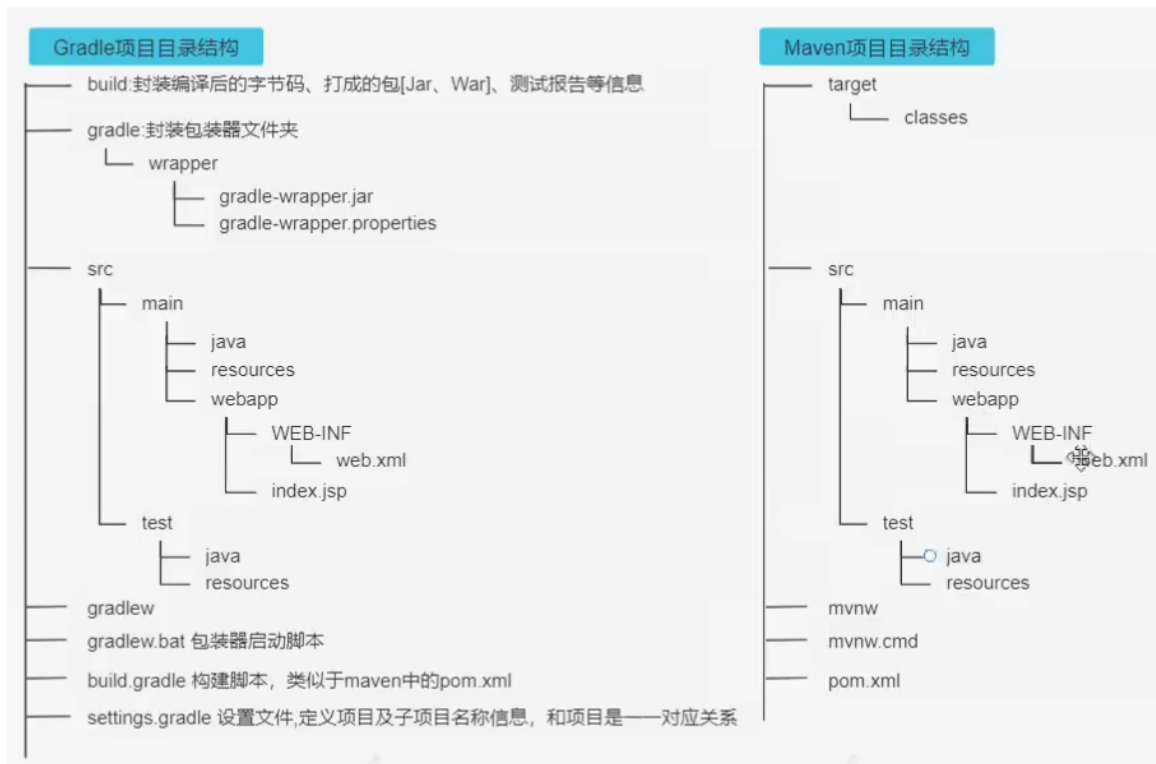 Gradle项目目录结构
build:封装编译后的字节码、打成的包[Jar、War]、测试报告等信息
gradle:封装包装器文件夹
wrapper
gradle-wrapper.jar
gradle-wrapper.properties
src
main
java
resources
webapp
WEB-INF
web.xml
index.jsp
test
java
resources
gradlew
gradlew.bat 包装器启动脚本
build.gradle 构建脚本，类似于maven中的pom.xml
settings.gradle 设置文件,定义项目及子项目名称信息，和项目是一一对应关系
Maven项目目录结构
target
classes
src
main
java
resources
webapp
WEB-INF
web.xml
index.jsp
test
java
resources
mvnw
mvnw.cmd
pom.xml